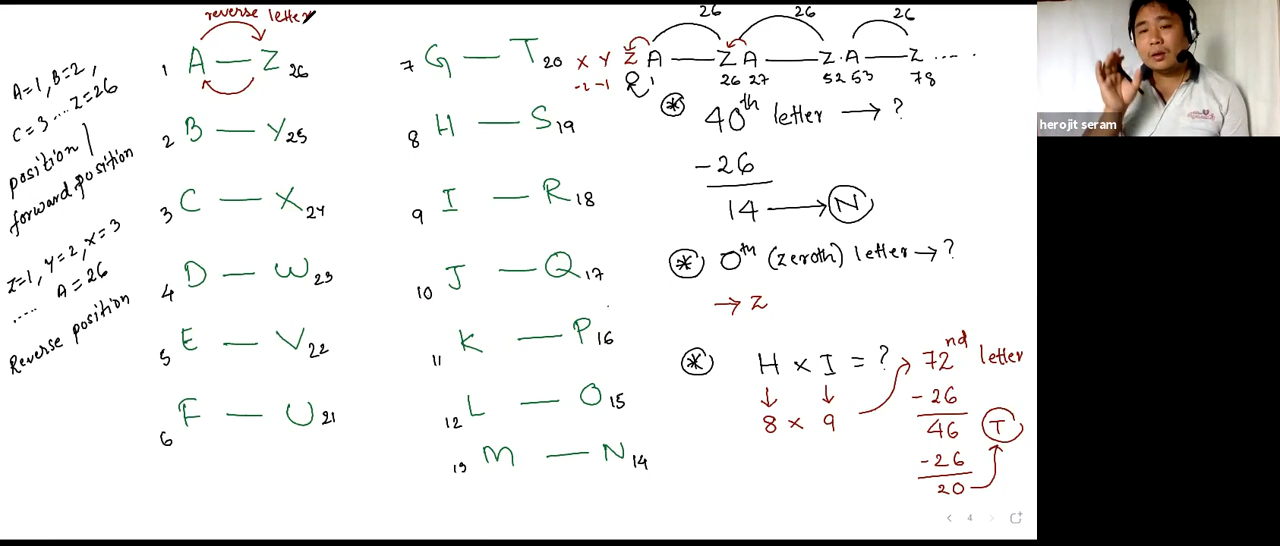 reverse letter
A — Z
1 26
B — Y
2 25
C — X
3 24
D — W
4 23
E — V
5 22
F — U
6 21
A=1, B=2,
C=3 .... Z=26
position /
forward position
Z=1, Y=2, X=3
..... A=26
Reverse position
G — T
7 20
H — S
8 19
I — R
9 18
J — Q
10 17
K — P
11 16
L — O
12 15
M — N
13 14
26 26 26
X Y Z A — Z A — Z . A — Z ....
-2 -1 1 26 27 52 53 78
* 40th letter → ?
-26
14 → N
* 0th (zeroth) letter → ?
→ Z
* H x I = ? 72nd letter
8 x 9
-26
46 T
-26
20
herojit seram
4